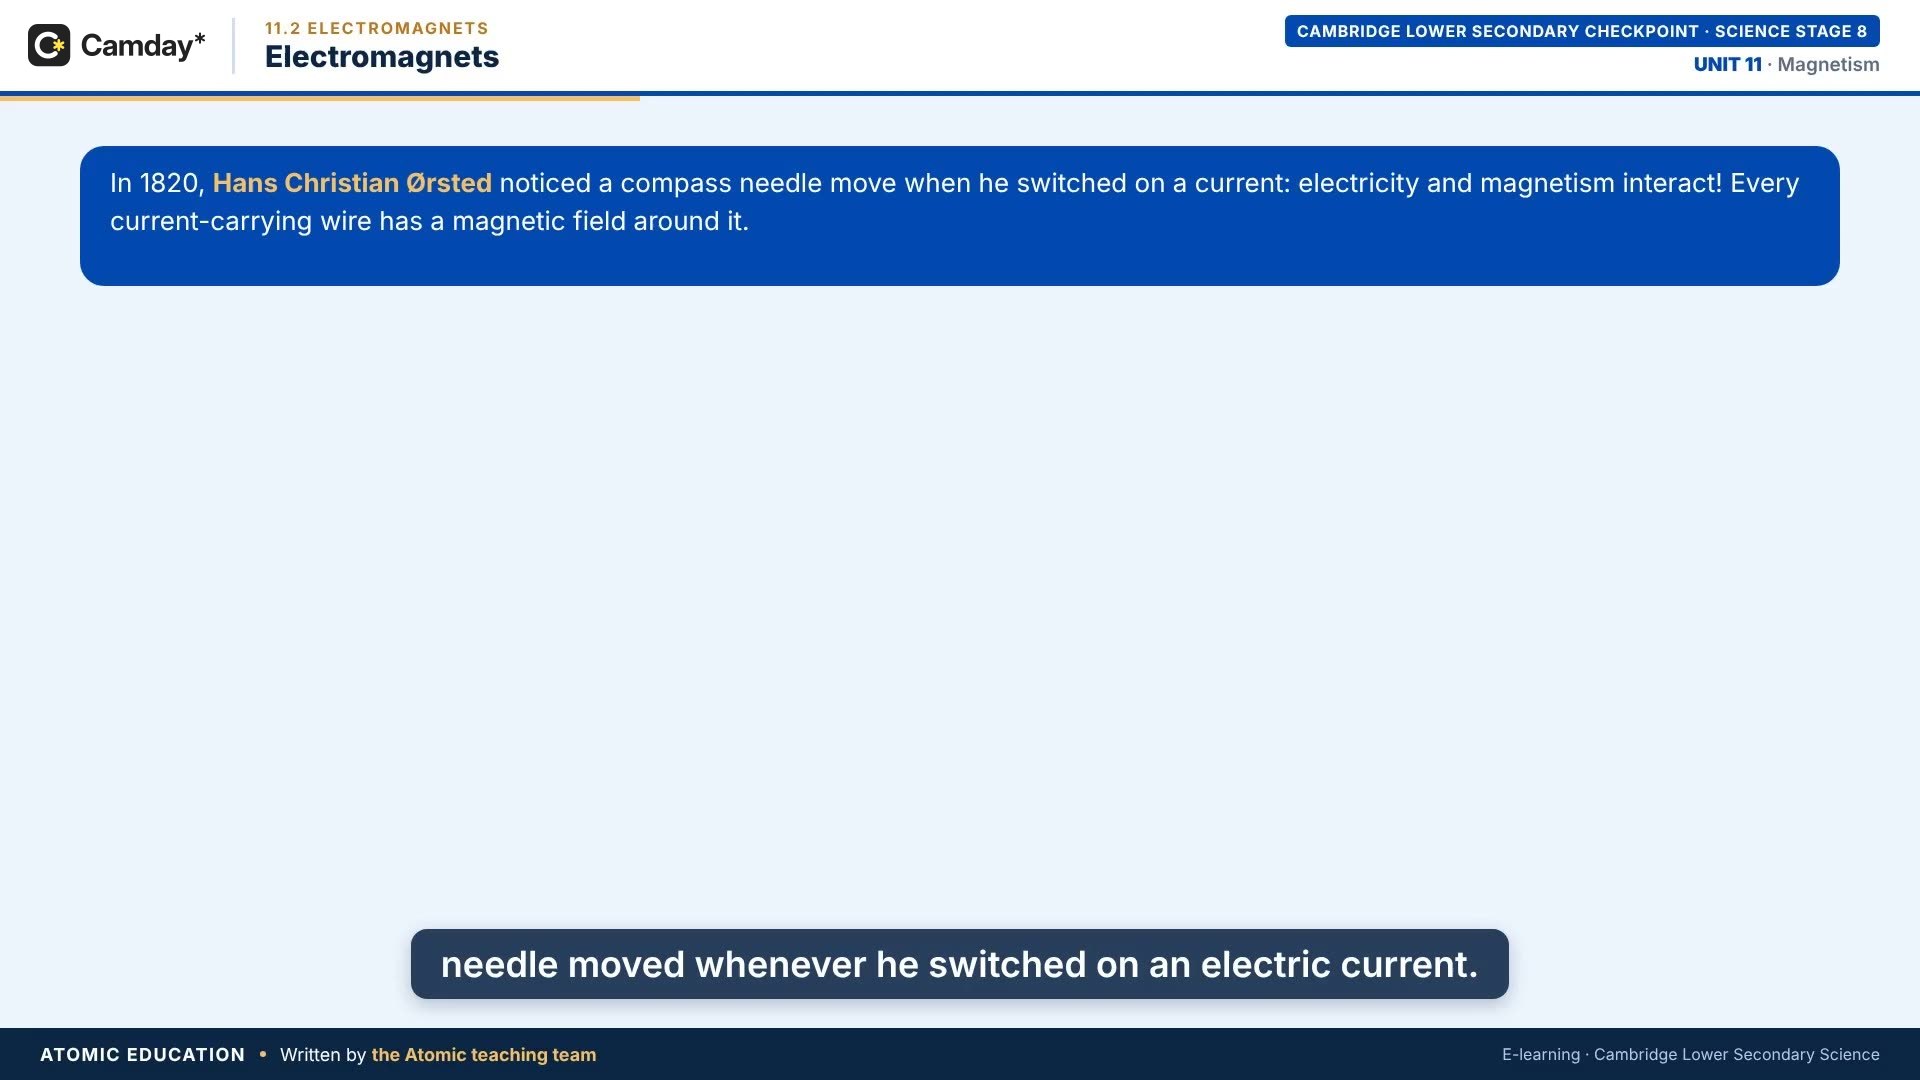 Camday*
11.2 ELECTROMAGNETS
Electromagnets
CAMBRIDGE LOWER SECONDARY CHECKPOINT · SCIENCE STAGE 8
UNIT 11 · Magnetism
In 1820, Hans Christian Ørsted noticed a compass needle move when he switched on a current: electricity and magnetism interact! Every
current-carrying wire has a magnetic field around it.
needle moved whenever he switched on an electric current.
ATOMIC EDUCATION • Written by the Atomic teaching team
E-learning · Cambridge Lower Secondary Science